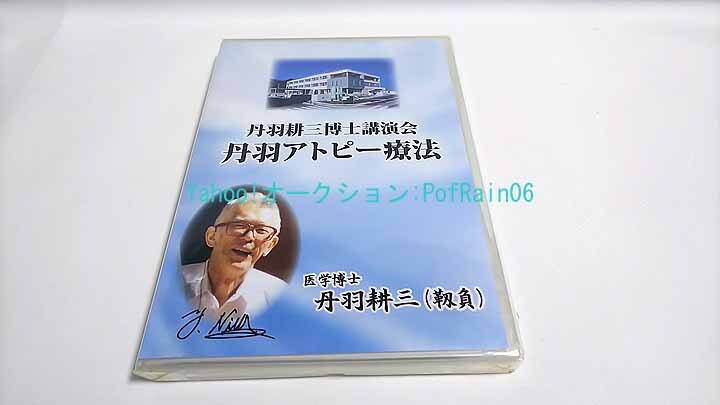 丹羽耕三博士講演会
丹羽アトピー療法
Yahoo!オークション:PofRain06
医学博士
丹羽耕三(靱負)
Y. Niwa